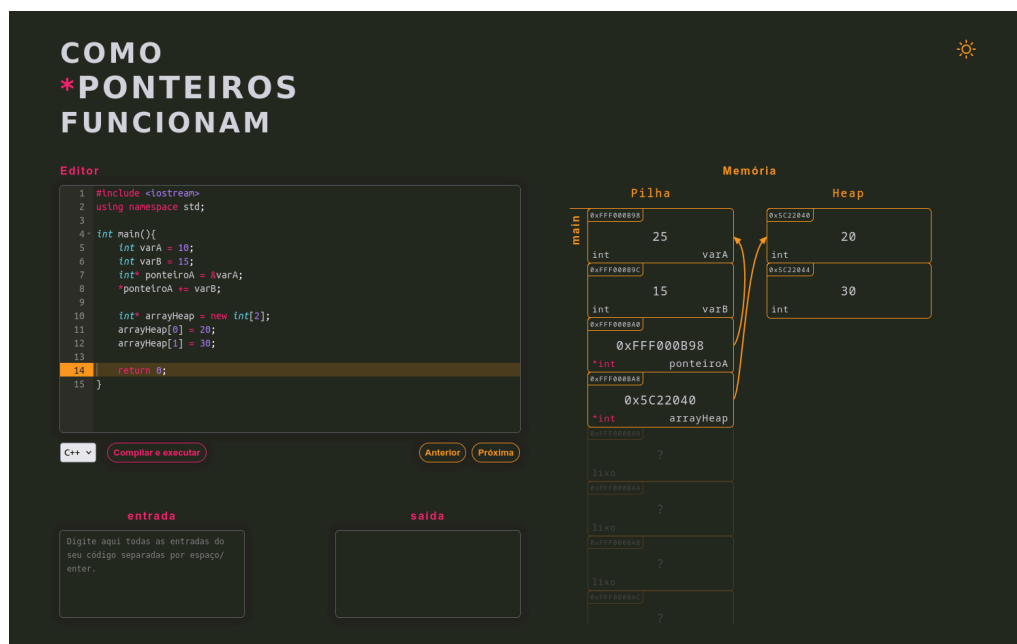 COMO
*PONTEIROS
FUNCIONAM
Editor
1 #include <iostream>
2 using namespace std;
3
4 int main(){
5 int varA = 10;
6 int varB = 15;
7 int* ponteiroA = &varA;
8 *ponteiroA += varB;
9
10 int* arrayHeap = new int[2];
11 arrayHeap[0] = 20;
12 arrayHeap[1] = 30;
13
14 return 0;
15 }
C++
Compilar e executar
Anterior
Próxima
entrada
Digite aqui todas as entradas do
seu código separadas por espaço/
enter.
saída
Memória
Pilha
main
0xFFF000B98
25
int varA
0xFFF000B9C
15
int varB
0xFFF000BA0
0xFFF000B98
*int ponteiroA
0xFFF000BA8
0x5C22040
*int arrayHeap
?
lixo
?
lixo
?
lixo
?
Heap
0x5C22040
20
int
0x5C22044
30
int